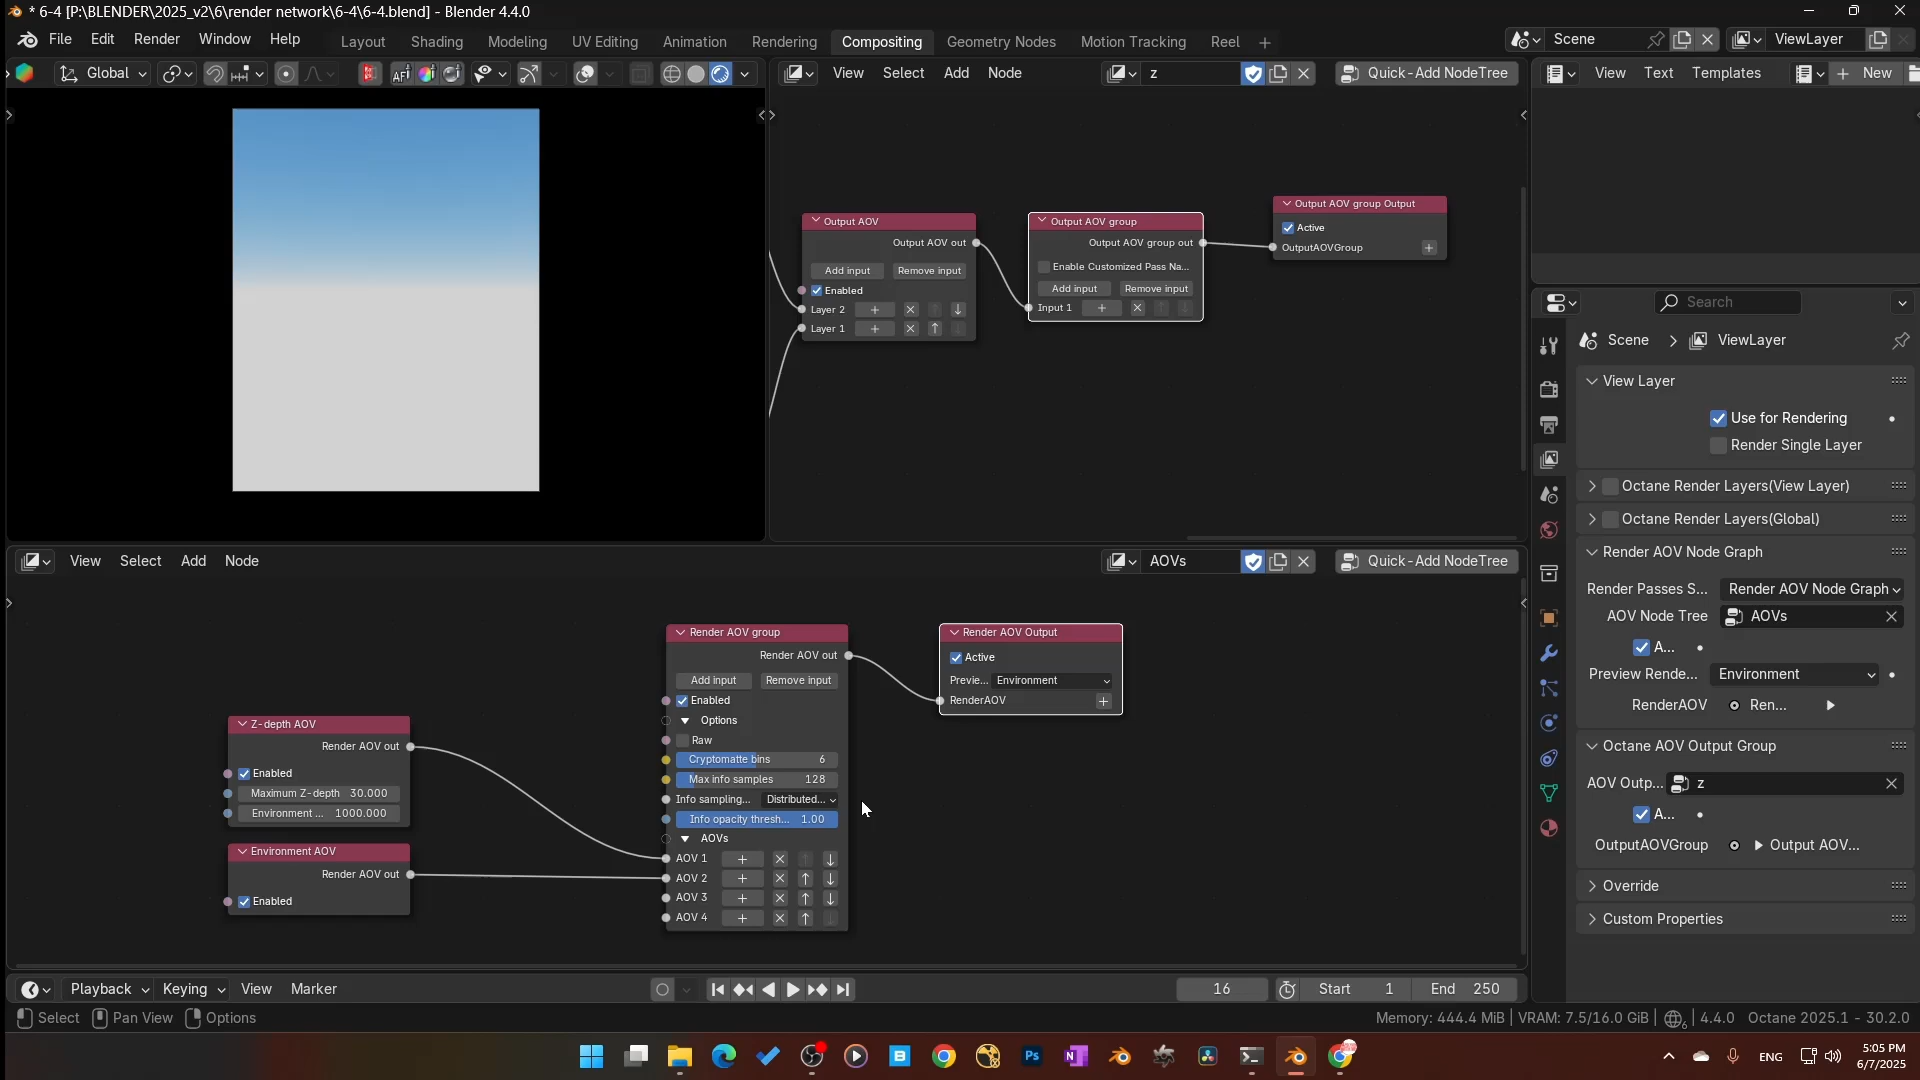 * 6-4 [P:\BLENDER\2025_v2\6\render network\6-4\6-4.blend] - Blender 4.4.0
File Edit Render Window Help
Layout Shading Modeling UV Editing Animation Rendering Compositing Geometry Nodes Motion Tracking Reel +
Scene
ViewLayer
Global
View Select Add Node
z
Quick-Add NodeTree
View Text Templates
New
Output AOV
Output AOV out
Add input Remove input
Enabled
Layer 2
Layer 1
Output AOV group
Output AOV group out
Enable Customized Pass Na...
Add input Remove input
Input 1
Output AOV group Output
Active
OutputAOVGroup
Search
Scene ViewLayer
View Layer
Use for Rendering
Render Single Layer
Octane Render Layers(View Layer)
Octane Render Layers(Global)
Render AOV Node Graph
Render Passes S... Render AOV Node Graph
AOV Node Tree AOVs
A...
Preview Rende... Environment
RenderAOV Ren...
Octane AOV Output Group
AOV Outp... z
A...
OutputAOVGroup Output AOV...
Override
Custom Properties
View Select Add Node
AOVs
Quick-Add NodeTree
Z-depth AOV
Render AOV out
Enabled
Maximum Z-depth 30.000
Environment ... 1000.000
Environment AOV
Render AOV out
Enabled
Render AOV group
Render AOV out
Add input Remove input
Enabled
Options
Raw
Cryptomatte bins 6
Max info samples 128
Info sampling... Distributed...
Info opacity thresh... 1.00
AOVs
AOV 1
AOV 2
AOV 3
AOV 4
Render AOV Output
Active
Previe... Environment
RenderAOV
Playback Keying View Marker
16
Start 1
End 250
Select Pan View Options
Memory: 444.4 MiB | VRAM: 7.5/16.0 GiB | 6 | 4.4.0 Octane 2025.1 - 30.2.0
Ps
ENG
5:05 PM
6/7/2025